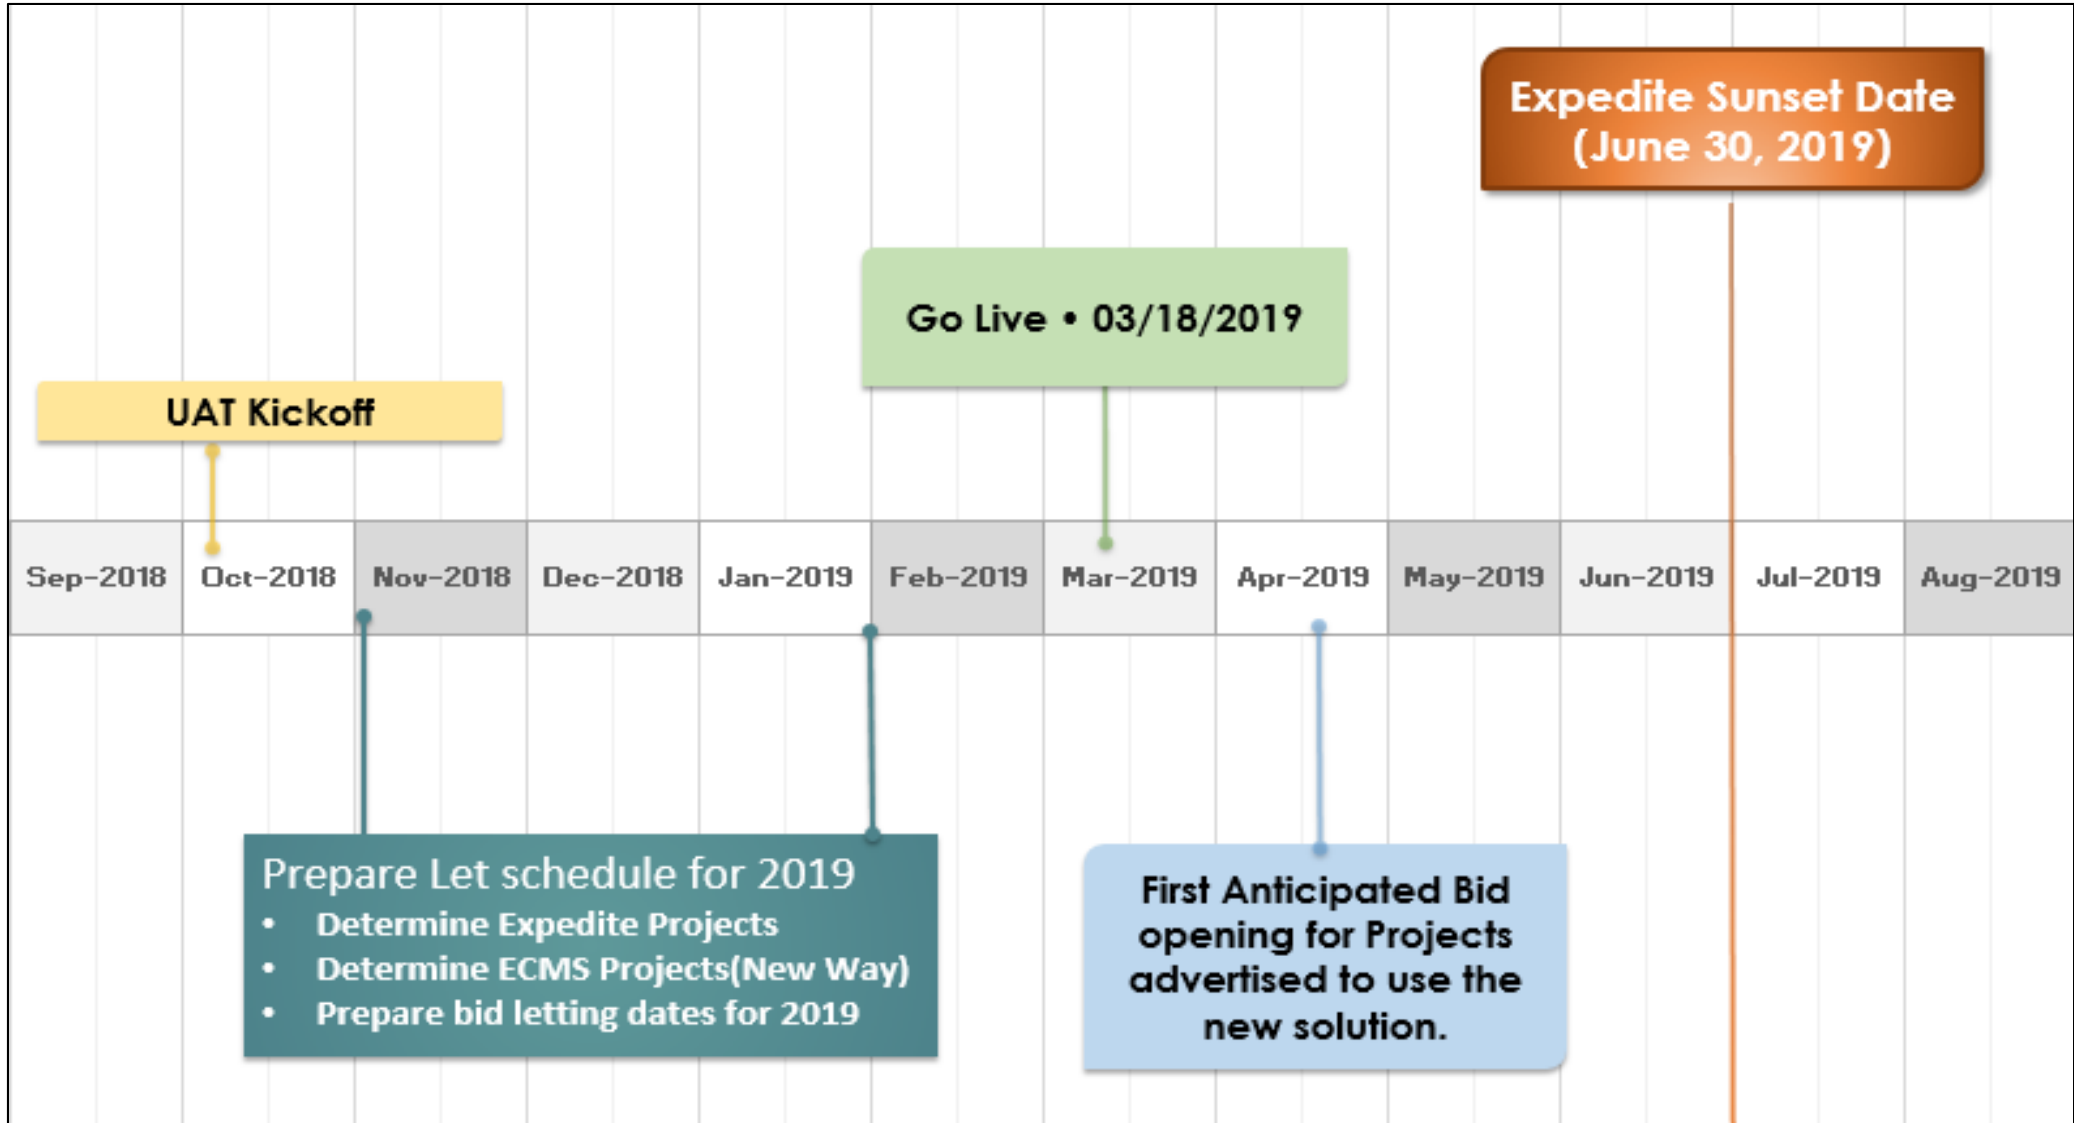 Expedite Sunset Date
(June 30, 2019)
Go Live • 03/18/2019
UAT Kickoff
Sep-2018 Oct-2018 Nov-2018 Dec-2018 Jan-2019 Feb-2019 Mar-2019 Apr-2019 May-2019 Jun-2019 Jul-2019 Aug-2019
Prepare Let schedule for 2019
• Determine Expedite Projects
• Determine ECMS Projects(New Way)
• Prepare bid letting dates for 2019
First Anticipated Bid
opening for Projects
advertised to use the
new solution.